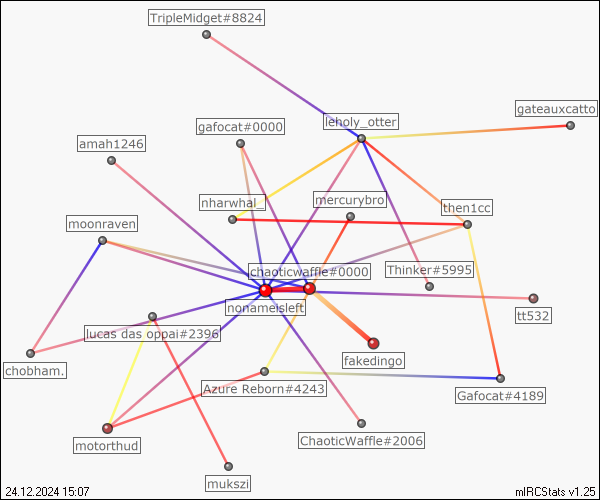 TripleMidget#8824
gateauxcatto
leholy_otter
gafocat#0000
amah1246
nharwhal_
mercurybro
then1cc
moonraven
chaoticwaffle#0000
Thinker#5995
nonameisleft
tt532
lucas das oppai#2396
fakedingo
chobham.
Azure Reborn#4243
Gafocat#4189
motorthud
ChaoticWaffle#2006
mukszi
24.12.2024 15:07
mIRCStats v1.25